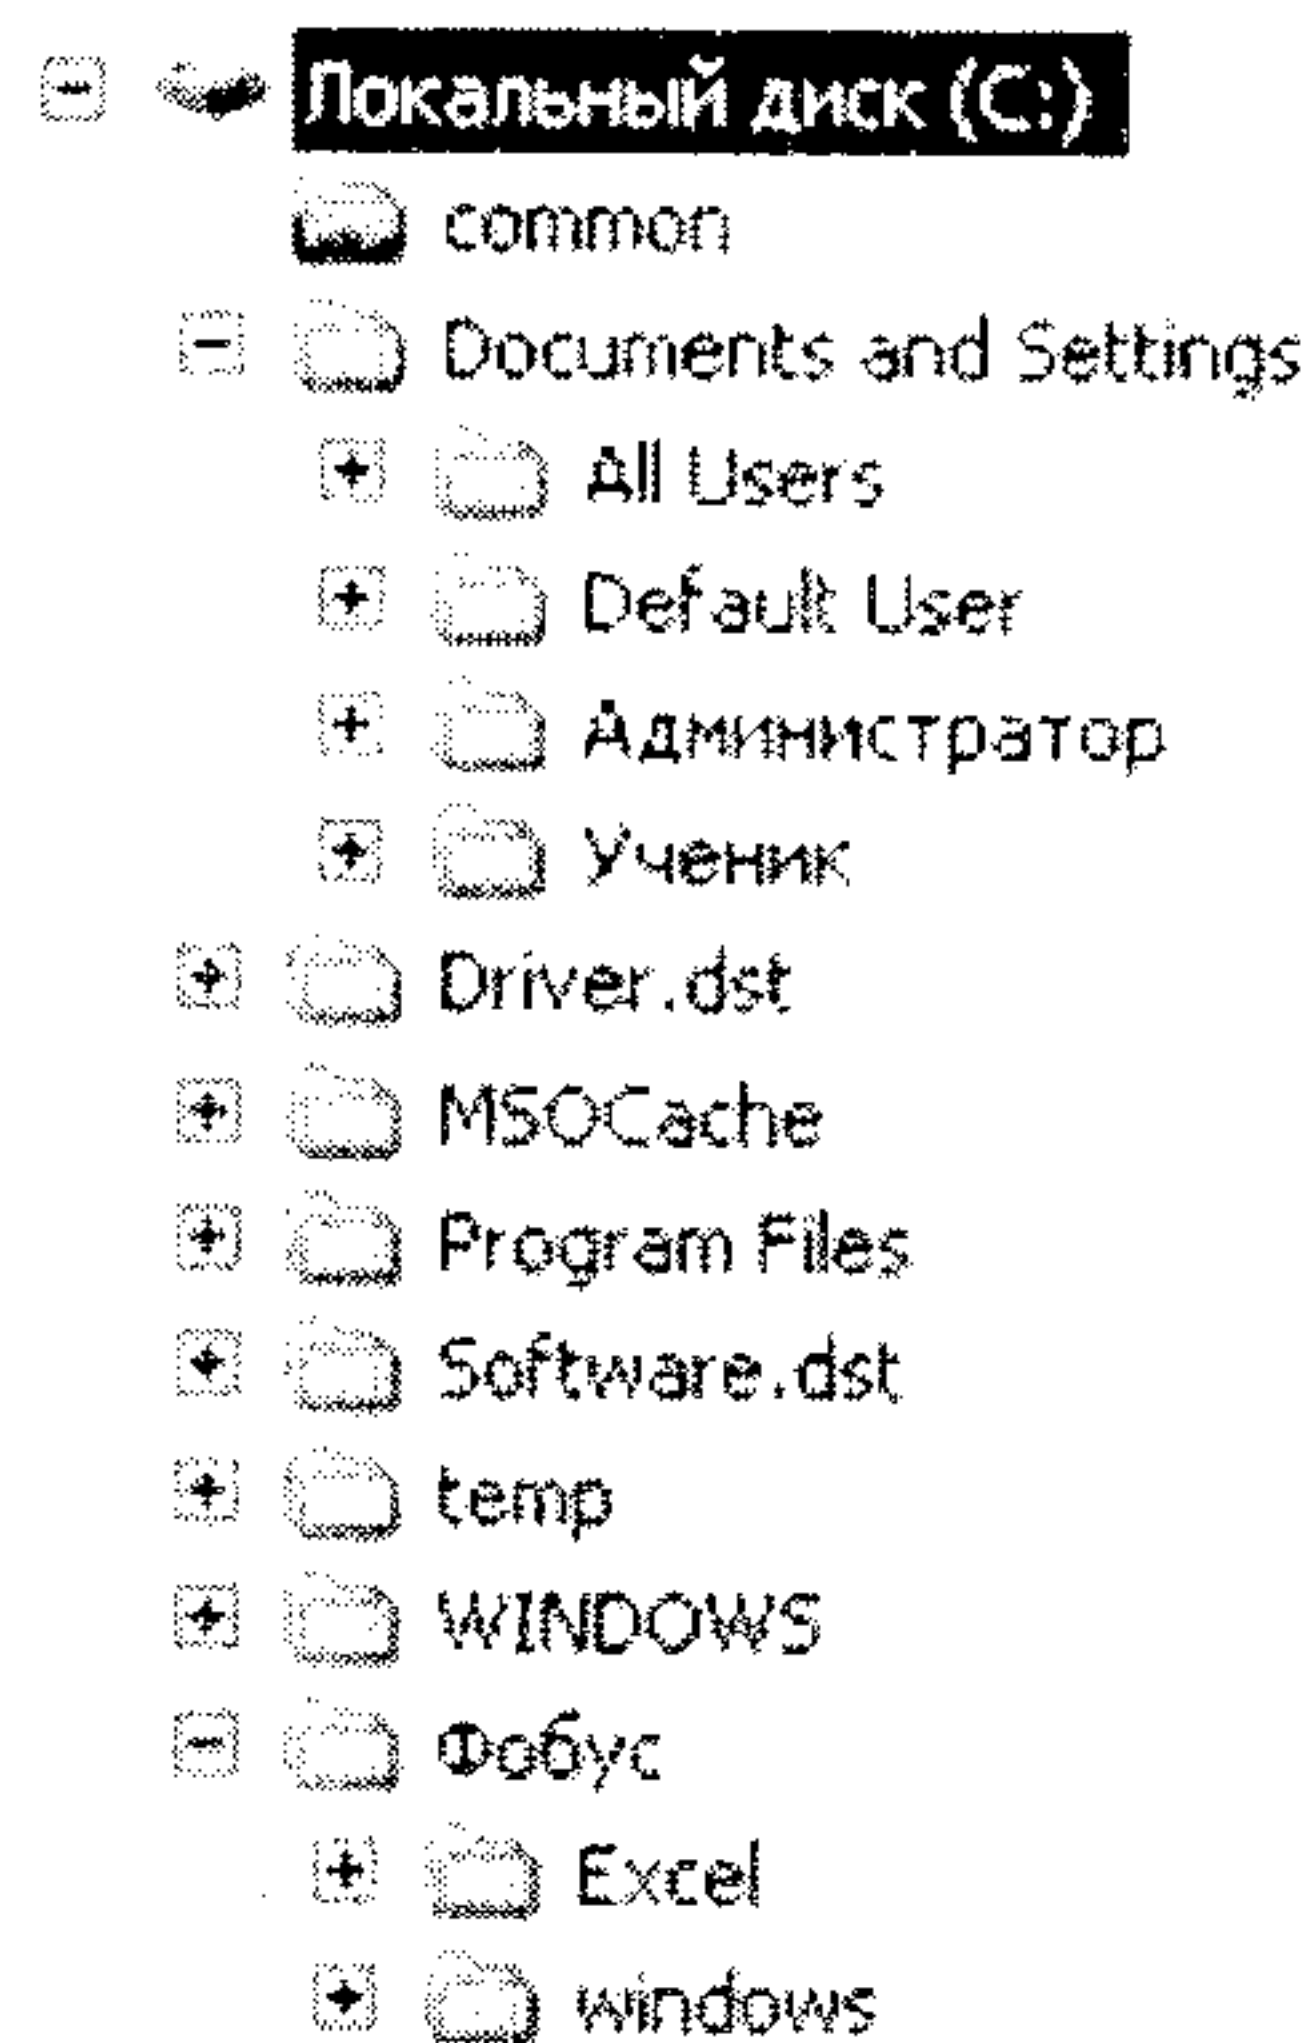 Локальный диск (C:)
common
Documents and Settings
All Users
Default User
Администратор
Ученик
Driver.dst
MSOCache
Program Files
Software.dst
temp
WINDOWS
Фобус
Excel
windows